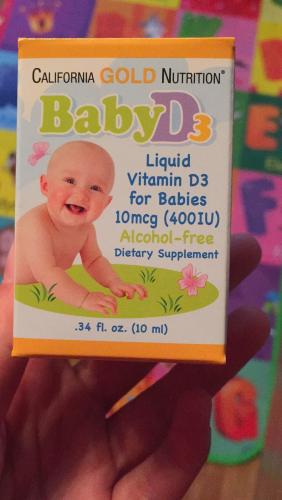 CALIFORNIA GOLD NUTRITION®
BabyD3
Liquid
Vitamin D3
for Babies
10mcg (400IU)
Alcohol-free
Dietary Supplement
.34 fl. oz. (10 ml)